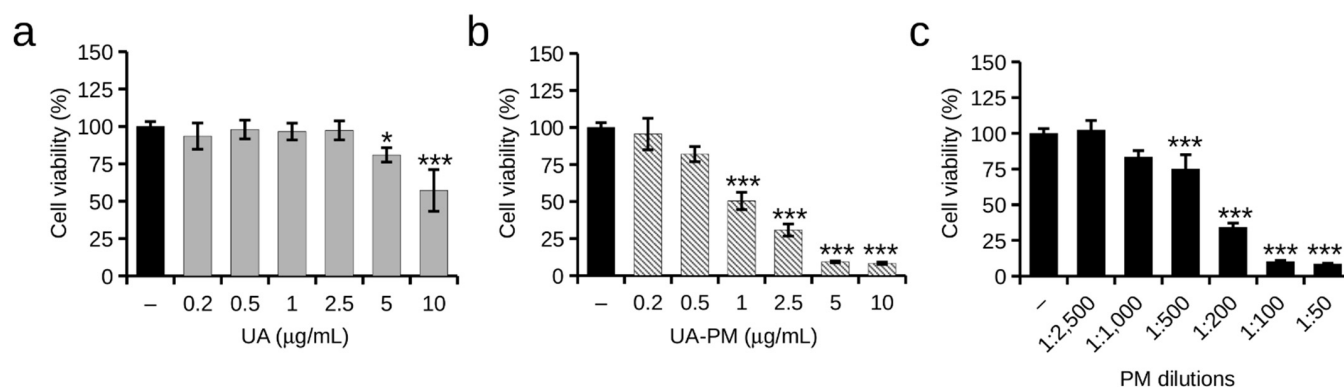 a
150
125
100
75
50
25
0
Cell viability (%)
*
***
– 0.2 0.5 1 2.5 5 10
UA (µg/mL)
b
150
125
100
75
50
25
0
Cell viability (%)
***
***
***
***
– 0.2 0.5 1 2.5 5 10
UA-PM (µg/mL)
c
150
125
100
75
50
25
0
Cell viability (%)
***
***
***
***
– 1:2,500 1:1,000 1:500 1:200 1:100 1:50
PM dilutions